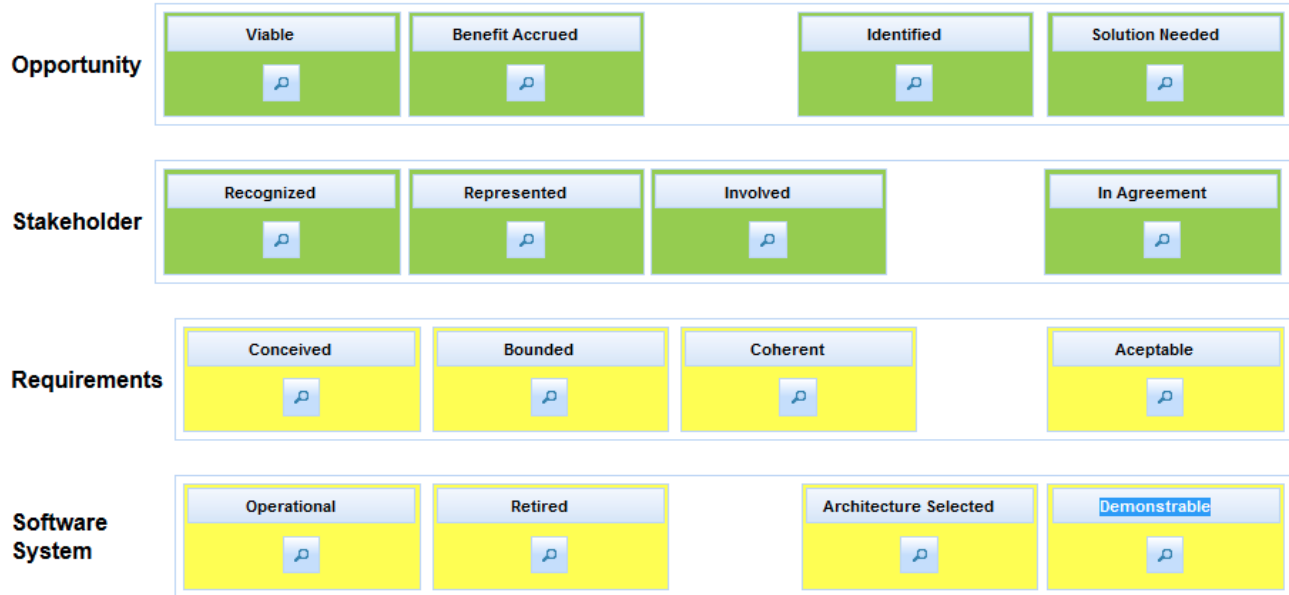 Opportunity
Viable
Benefit Accrued
Identified
Solution Needed
Stakeholder
Recognized
Represented
Involved
In Agreement
Requirements
Conceived
Bounded
Coherent
Aceptable
Software
System
Operational
Retired
Architecture Selected
Demonstrable